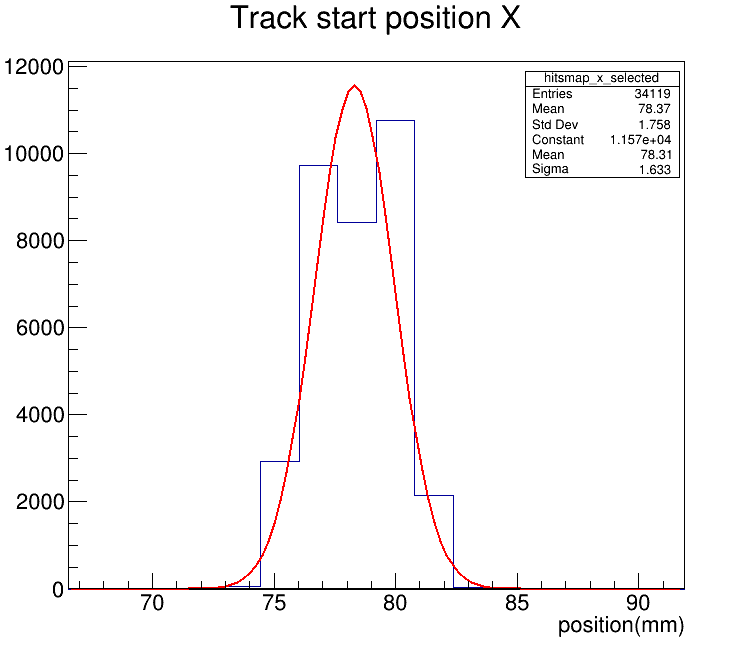 Track start position X
hitsmap_x_selected
Entries 34119
Mean 78.37
Std Dev 1.758
Constant 1.157e+04
Mean 78.31
Sigma 1.633
12000
10000
8000
6000
4000
2000
0
70 75 80 85 90
position(mm)